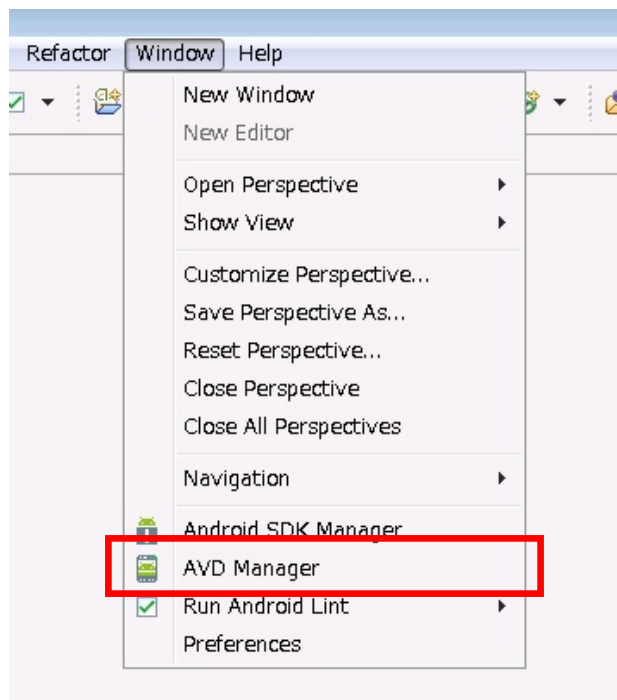 Refactor Window Help
New Window
New Editor
Open Perspective
Show View
Customize Perspective...
Save Perspective As...
Reset Perspective...
Close Perspective
Close All Perspectives
Navigation
Android SDK Manager
AVD Manager
Run Android Lint
Preferences